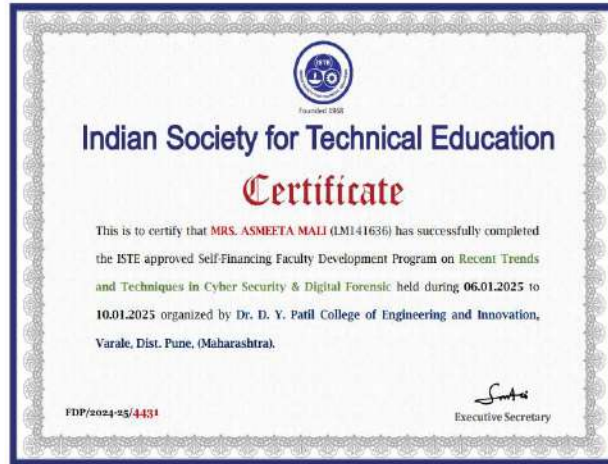 ISTE
Founded 1968
Indian Society for Technical Education
Certificate
This is to certify that MRS. ASMEETA MALI (LM141636) has successfully completed
the ISTE approved Self-Financing Faculty Development Program on Recent Trends
and Techniques in Cyber Security & Digital Forensic held during 06.01.2025 to
10.01.2025 organized by Dr. D. Y. Patil College of Engineering and Innovation,
Varale, Dist. Pune, (Maharashtra).
FDP/2024-25/4431
Executive Secretary